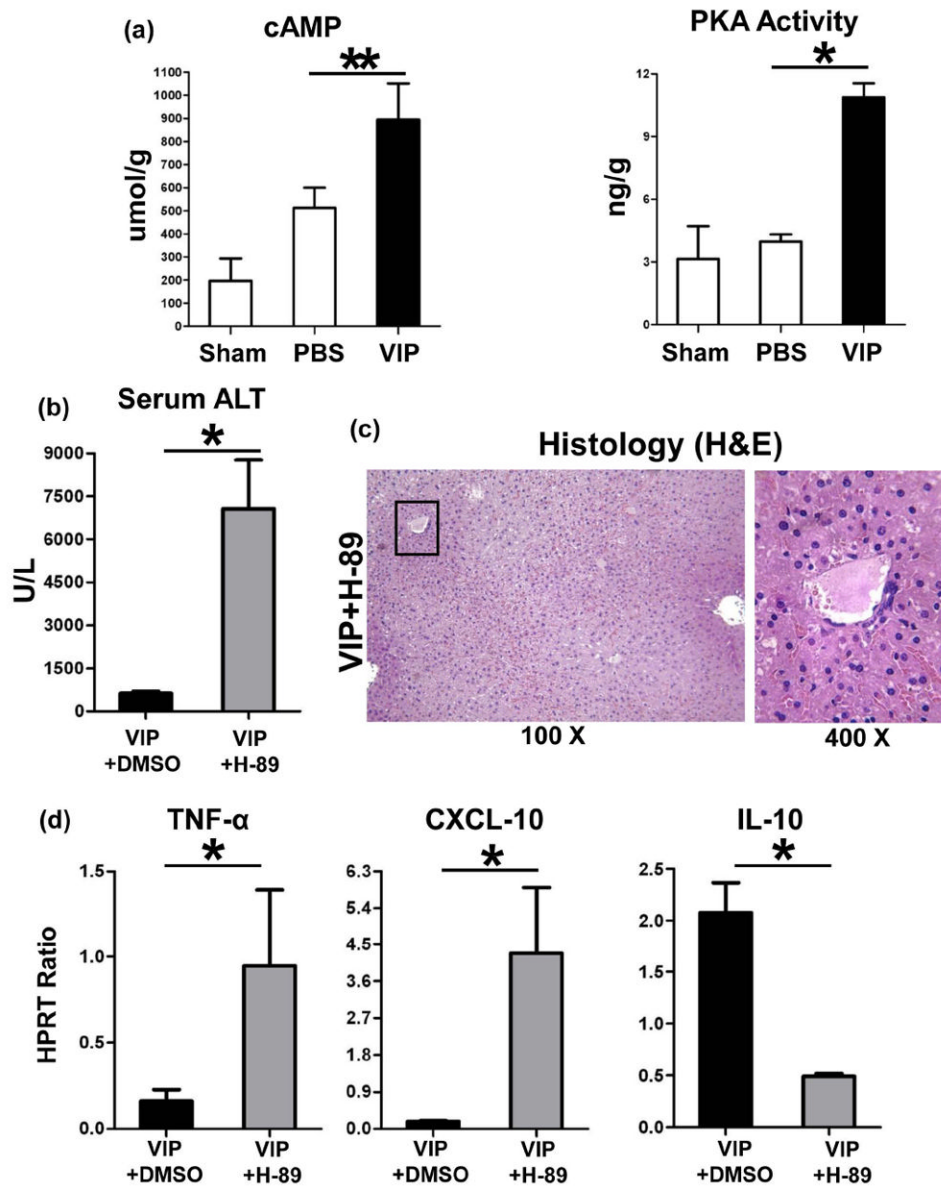 (a)
cAMP
**
umol/g
1100
1000
900
800
700
600
500
400
300
200
100
0
Sham PBS VIP
PKA Activity
*
ng/g
12
9
6
3
0
Sham PBS VIP
(b)
Serum ALT
*
U/L
9000
7500
6000
4500
3000
1500
0
VIP
+DMSO
VIP
+H-89
(c)
Histology (H&E)
VIP+H-89
100 X
400 X
(d)
TNF-α
*
HPRT Ratio
1.5
1.0
0.5
0.0
VIP
+DMSO
VIP
+H-89
CXCL-10
*
6.3
5.4
4.5
3.6
2.7
1.8
0.9
0.0
VIP
+DMSO
VIP
+H-89
IL-10
*
2.5
2.0
1.5
1.0
0.5
0.0
VIP
+DMSO
VIP
+H-89